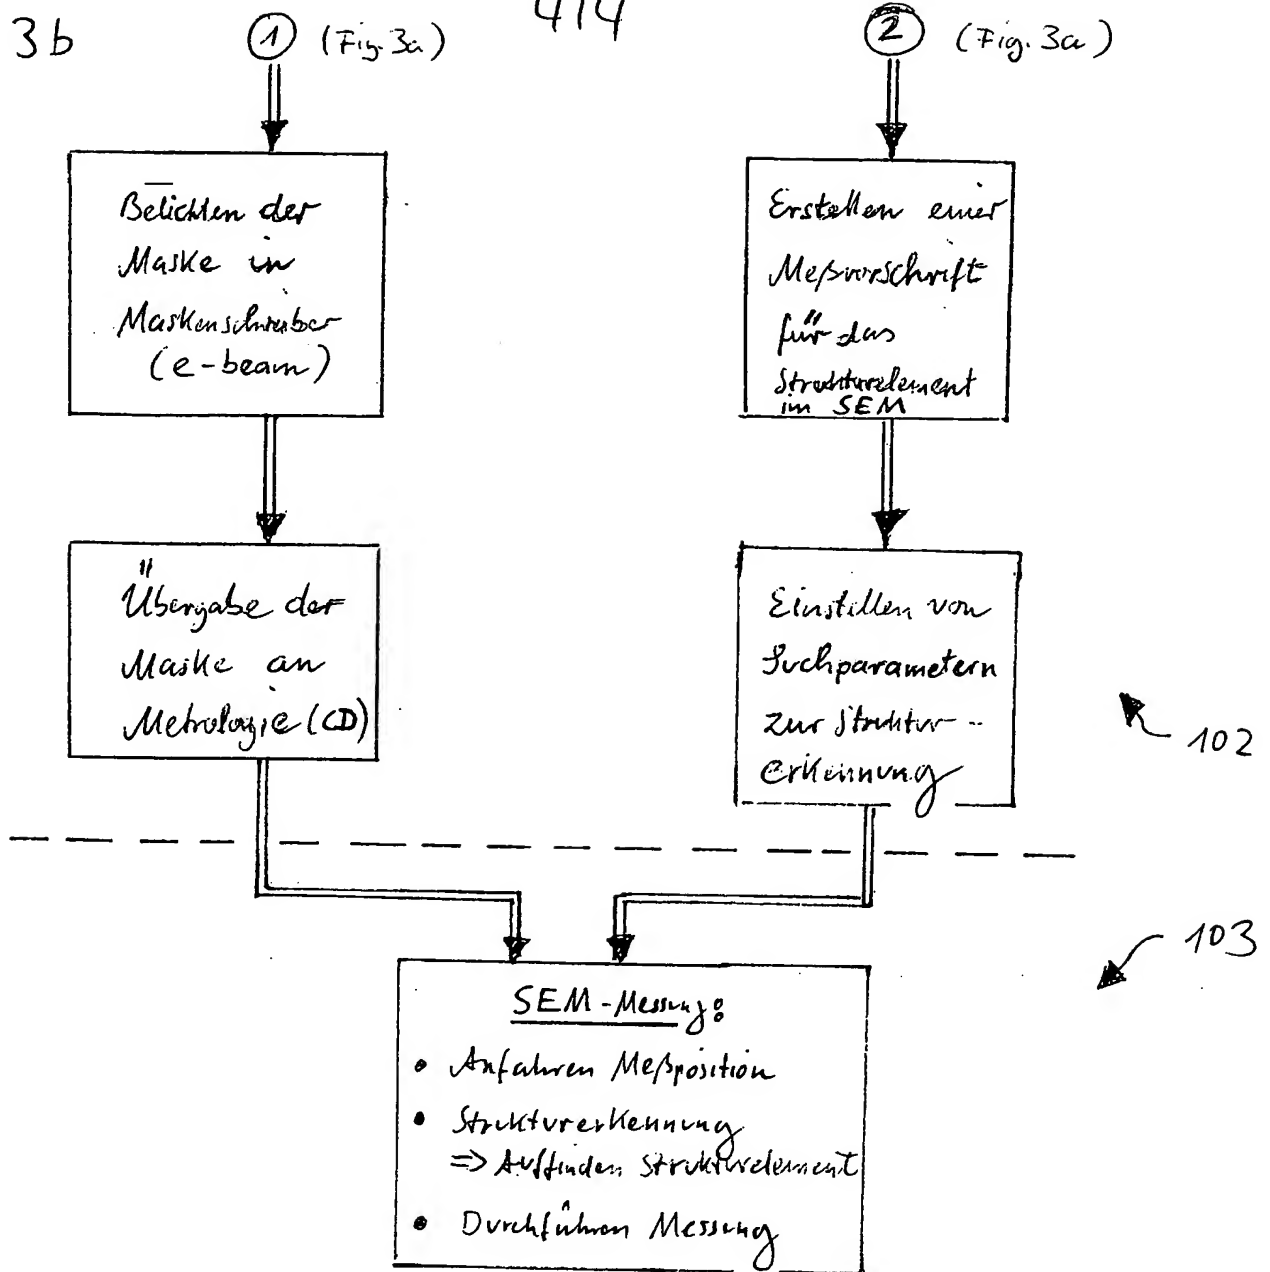 3b
① (Fig. 3a)
414
② (Fig. 3a)
Belichten der
Maske in
Maskenschreiber
(e-beam)
Erstellen einer
Meßvorschrift
für das
Strukturelement
im SEM
Übergabe der
Maske an
Metrologie (CD)
Einstellen von
Suchparametern
zur Struktur-
erkennung
102
103
SEM-Messung:
• Anfahren Meßposition
• Strukturerkennung
=> Auffinden Strukturelement
• Durchführen Messung